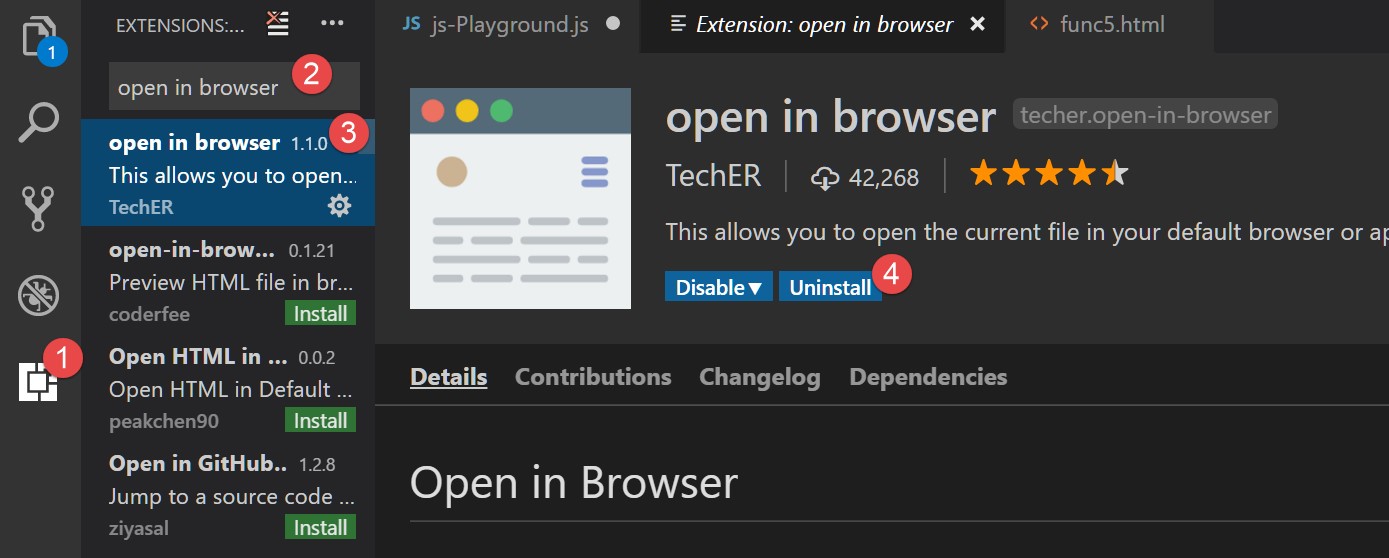 EXTENSIONS:...
JS js-Playground.js
Extension: open in browser
<> func5.html
1
open in browser
2
open in browser 1.1.0
3
This allows you to open...
TechER
open-in-brow... 0.1.21
Preview HTML file in br...
coderfee Install
1
Open HTML in ... 0.0.2
Open HTML in Default ...
peakchen90 Install
Open in GitHub.. 1.2.8
Jump to a source code ...
ziyasal Install
open in browser techer.open-in-browser
TechER 42,268
This allows you to open the current file in your default browser or ap
Disable Uninstall
4
Details Contributions Changelog Dependencies
Open in Browser